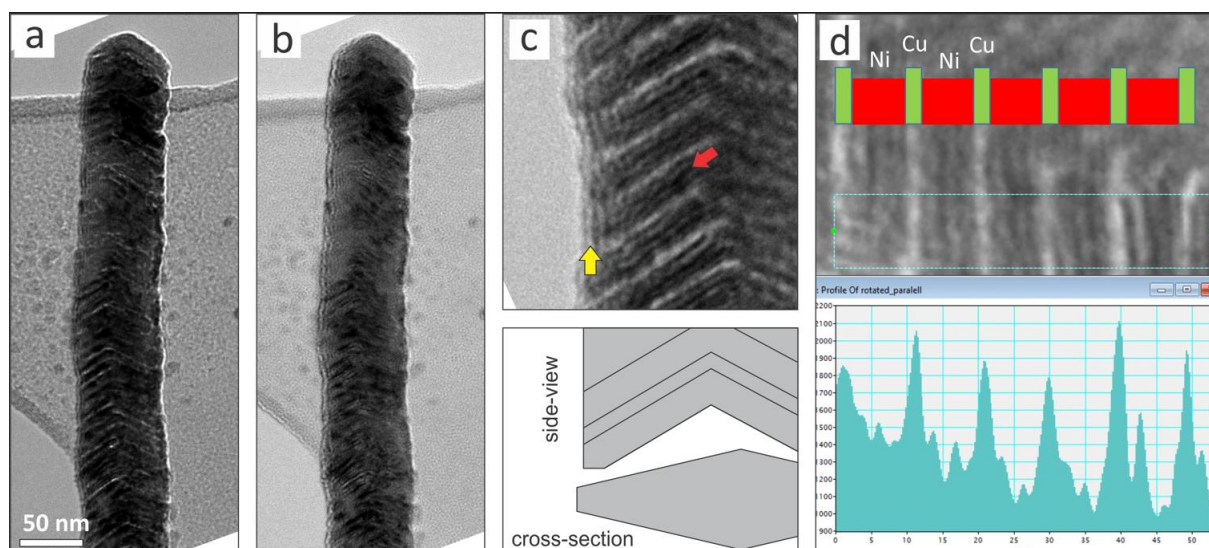 a
50 nm
b
c
side-view
cross-section
d
Ni Cu Ni Cu
Profile Of rotated_paralell
2200
2100
2000
1900
1800
1700
1600
1500
1400
1300
1200
1100
1000
900
0 5 10 15 20 25 30 35 40 45 50